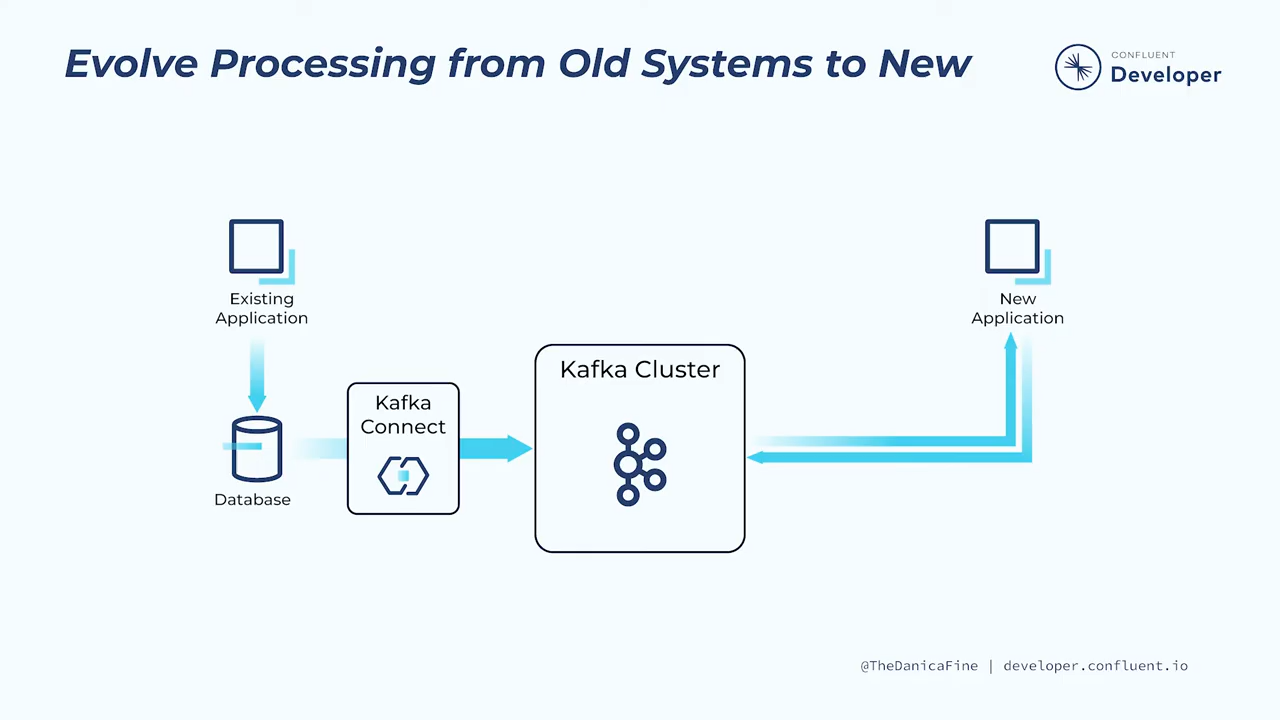 Evolve Processing from Old Systems to New
CONFLUENT
Developer
Existing
Application
New
Application
Kafka Cluster
Kafka
Connect
Database
@TheDanicaFine | developer.confluent.io